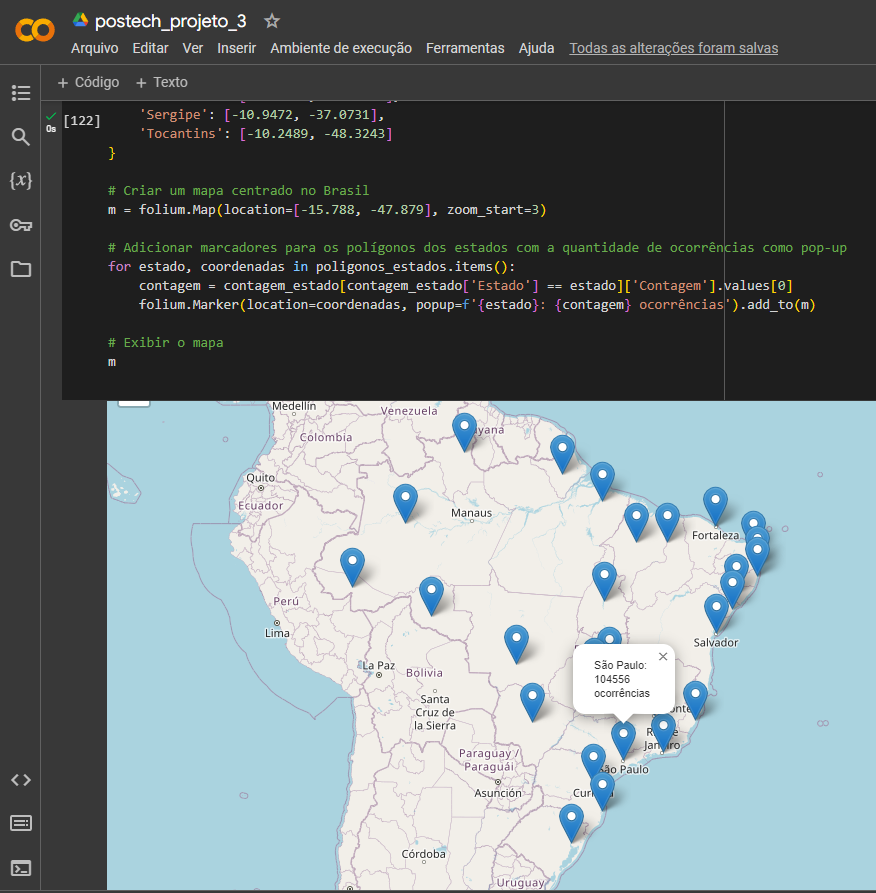 postech_projeto_3
Arquivo Editar Ver Inserir Ambiente de execução Ferramentas Ajuda Todas as alterações foram salvas
+ Código + Texto
[122] 'Sergipe': [-10.9472, -37.0731],
0s
'Tocantins': [-10.2489, -48.3243]
}
# Criar um mapa centrado no Brasil
m = folium.Map(location=[-15.788, -47.879], zoom_start=3)
# Adicionar marcadores para os polígonos dos estados com a quantidade de ocorrências como pop-up
for estado, coordenadas in poligonos_estados.items():
contagem = contagem_estado[contagem_estado['Estado'] == estado]['Contagem'].values[0]
folium.Marker(location=coordenadas, popup=f'{estado}: {contagem} ocorrências').add_to(m)
# Exibir o mapa
m
{x}
Medellín
Venezuela
Colombia
Quito
Ecuador
Manaus
Fortaleza
Perú
Lima
Salvador
La Paz
Bolivia
Santa
Cruz de
la Sierra
São Paulo:
104556
ocorrências
Paraguay /
Paraguái
São Paulo
Asunción
Córdoba
Uruguay